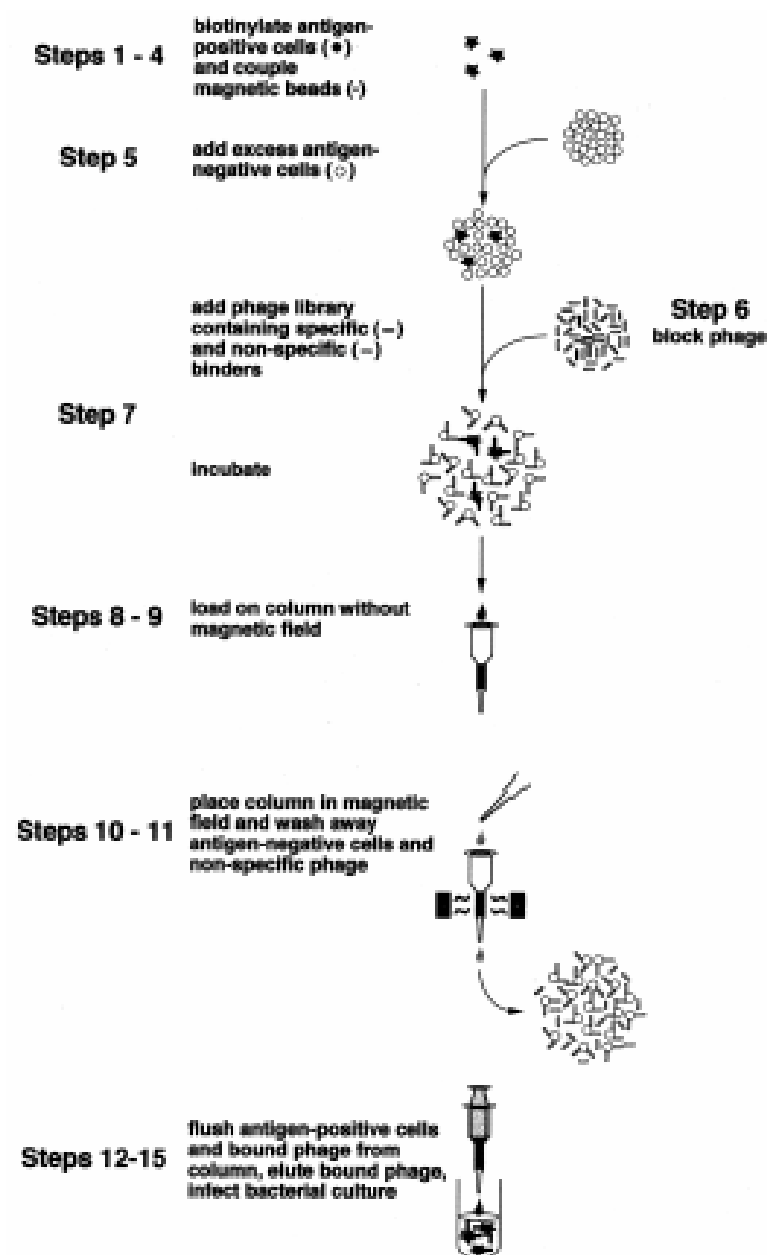 Steps 1 - 4
biotinylate antigen-
positive cells (★)
and couple
magnetic beads (·)
Step 5
add excess antigen-
negative cells (○)
add phage library
containing specific (–)
and non-specific (–)
binders
Step 6
block phage
Step 7
incubate
Steps 8 - 9
load on column without
magnetic field
Steps 10 - 11
place column in magnetic
field and wash away
antigen-negative cells and
non-specific phage
Steps 12-15
flush antigen-positive cells
and bound phage from
column, elute bound phage,
infect bacterial culture